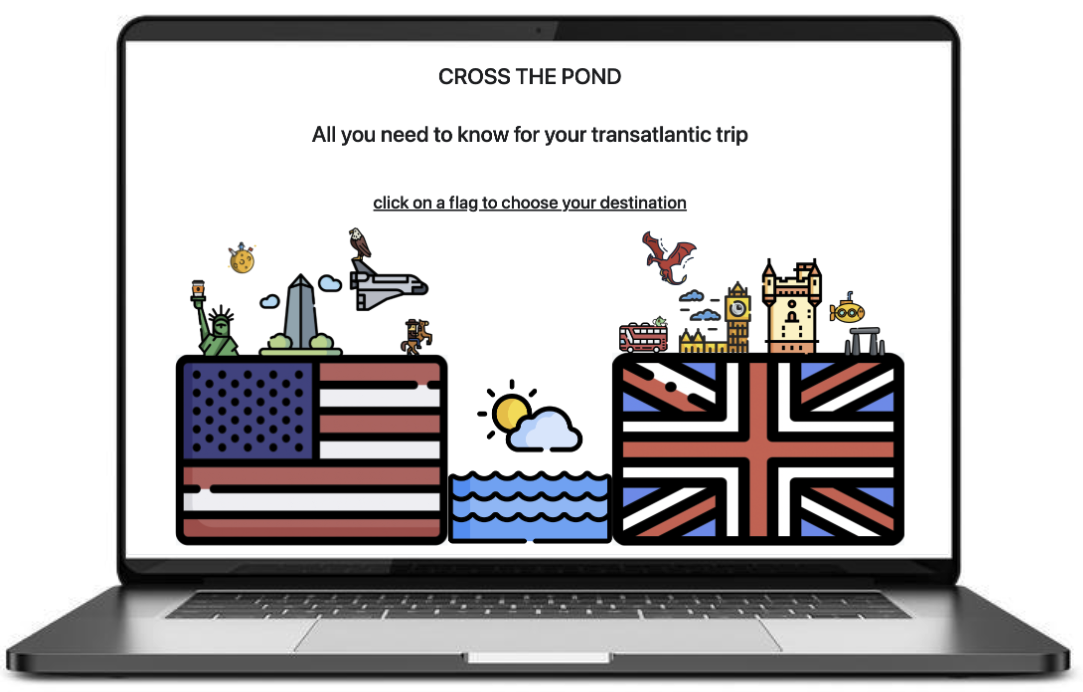 CROSS THE POND
All you need to know for your transatlantic trip
click on a flag to choose your destination